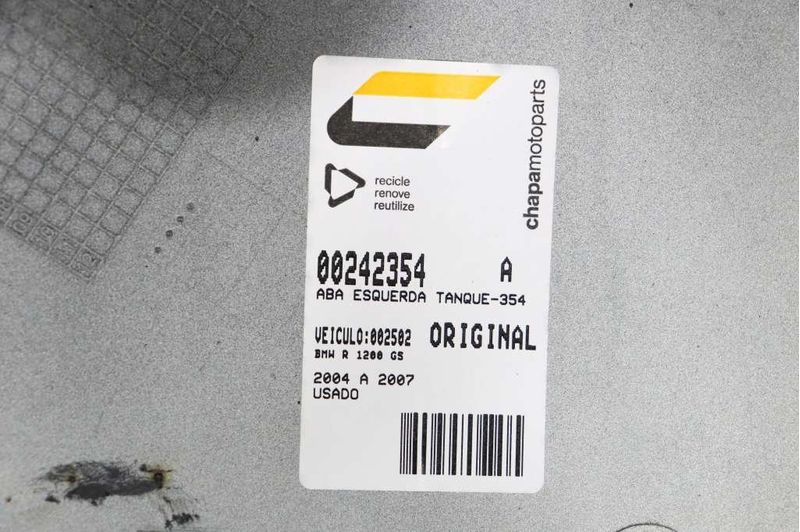 chapamotoparts
recicle
renove
reutilize
00242354 A
ABA ESQUERDA TANQUE-354
VEICULO:002502 ORIGINAL
BMW R 1200 GS
2004 A 2007
USADO